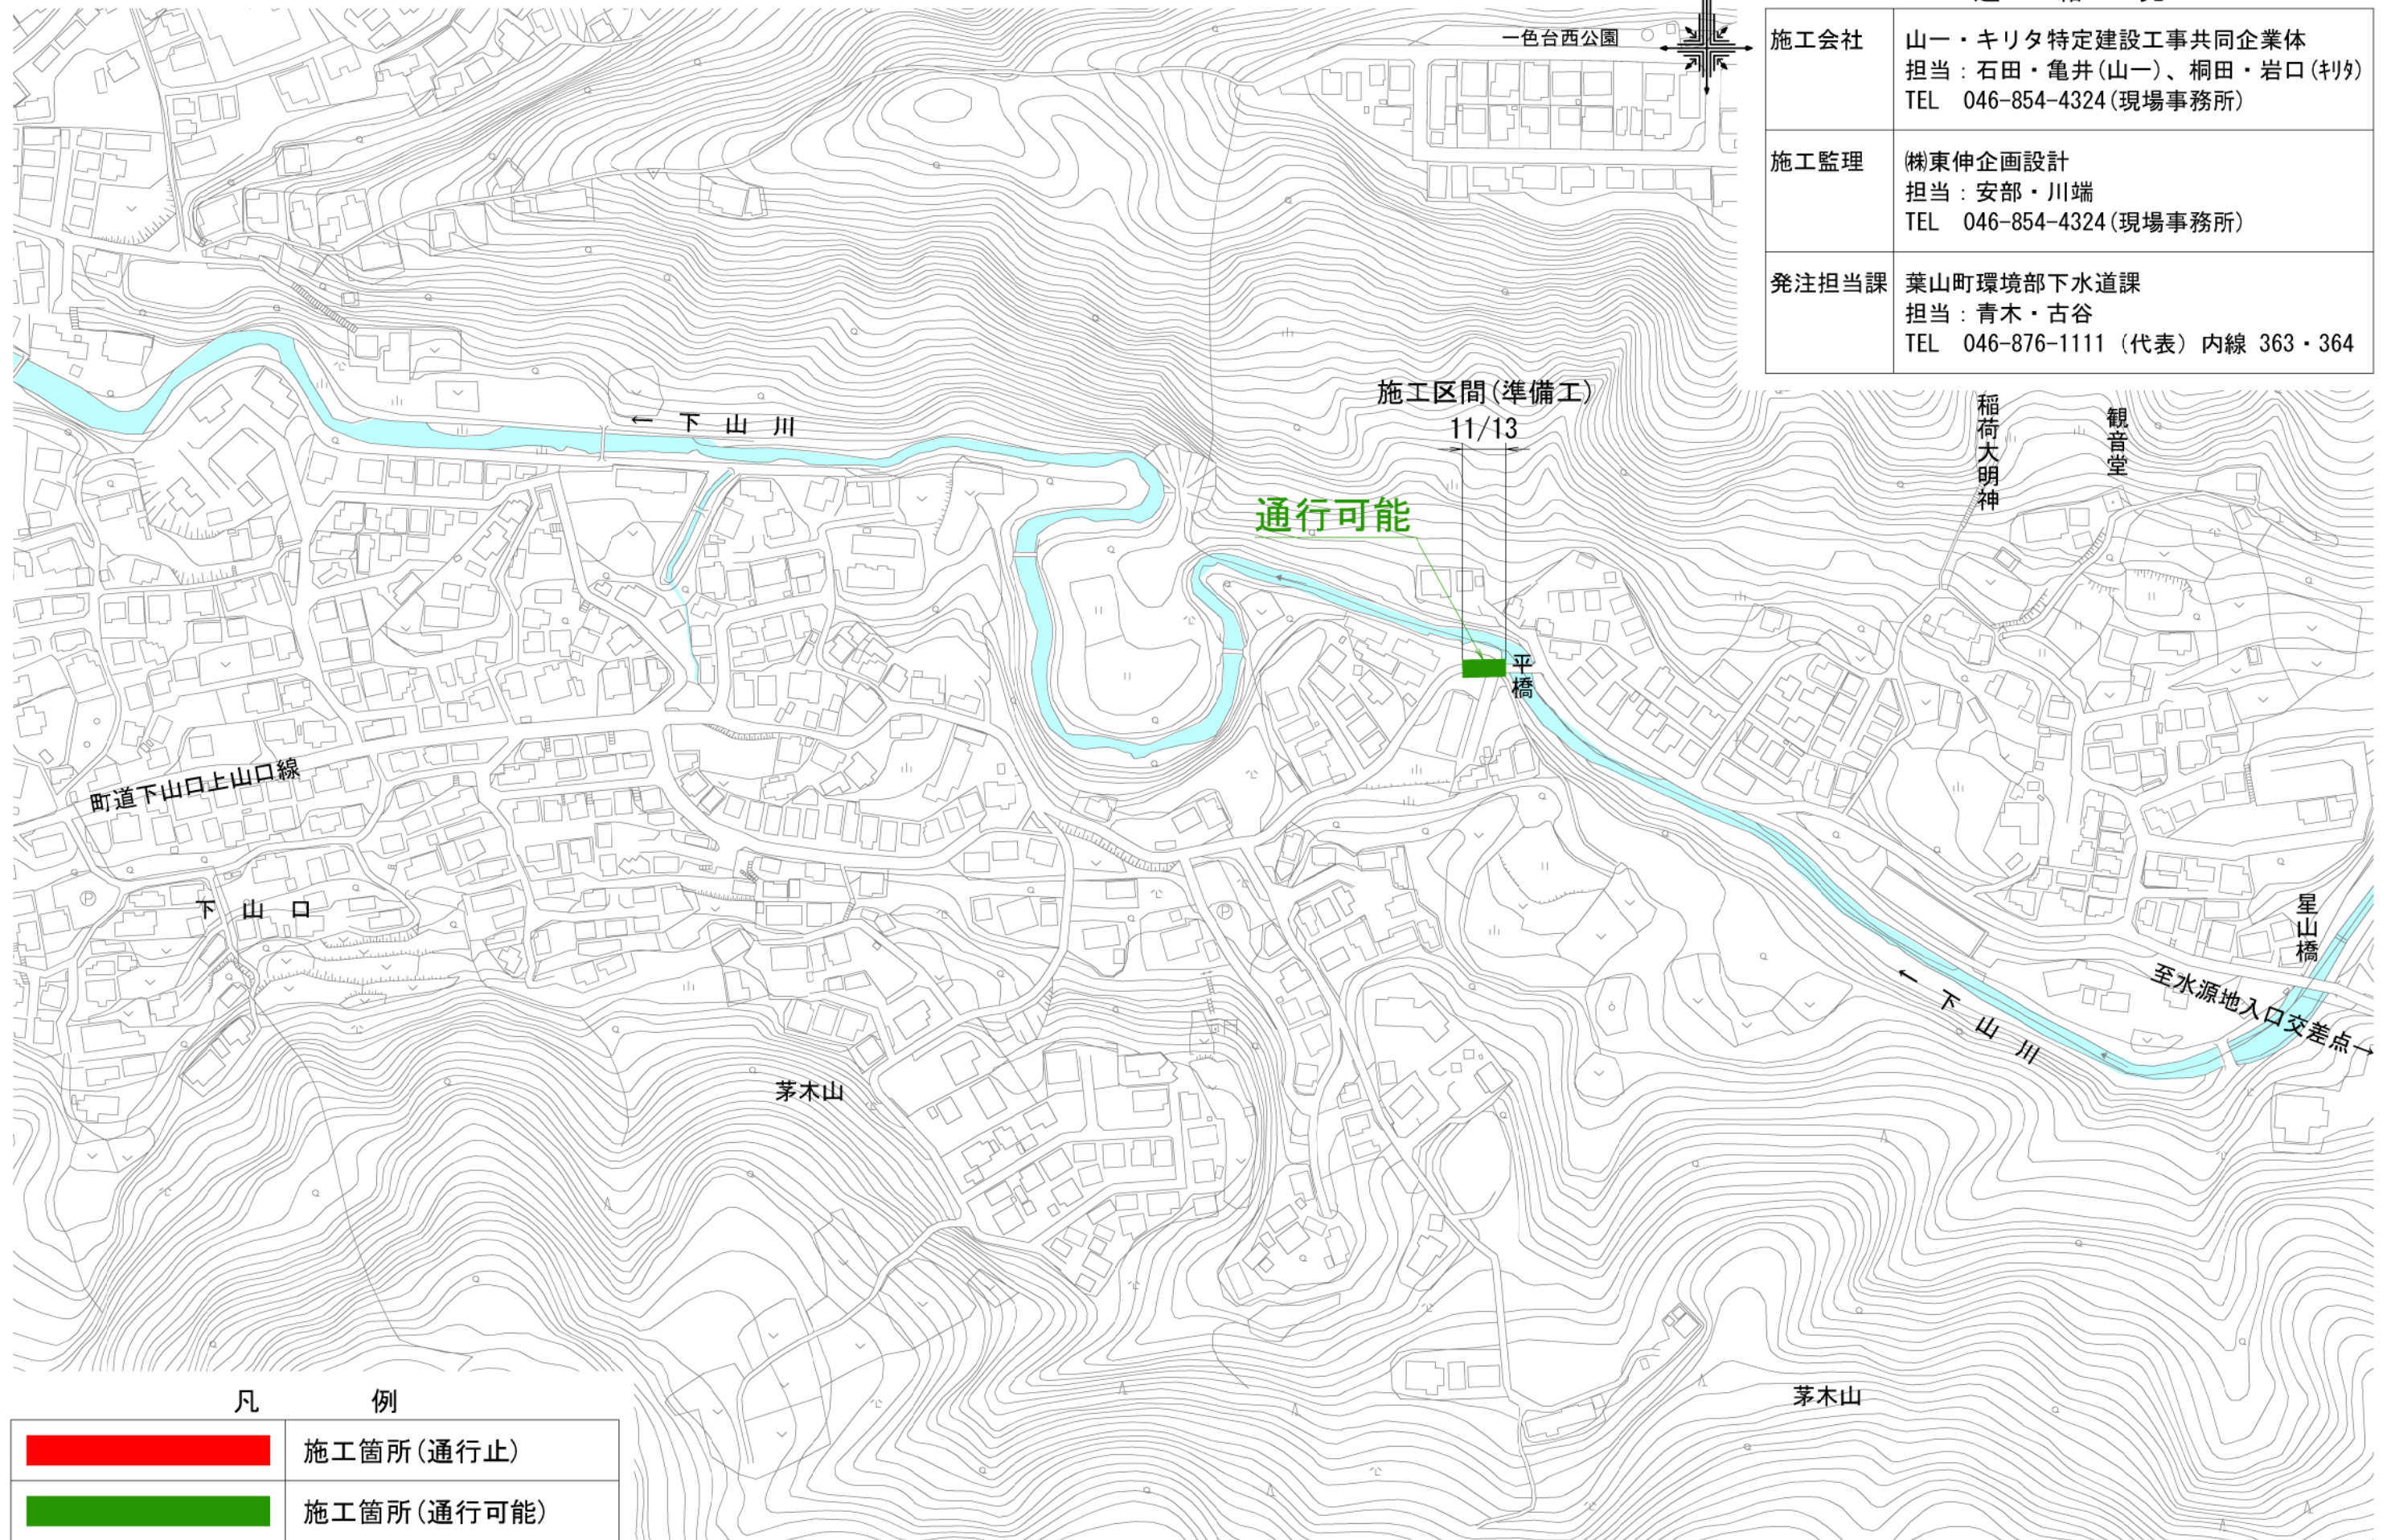 一色台西公園
施工会社
山一・キリタ特定建設工事共同企業体
担当：石田・亀井(山一)、桐田・岩口(ｷﾘﾀ)
TEL　046-854-4324(現場事務所)
施工監理
㈱東伸企画設計
担当：安部・川端
TEL　046-854-4324(現場事務所)
発注担当課
葉山町環境部下水道課
担当：青木・古谷
TEL　046-876-1111（代表）内線 363・364
施工区間(準備工)
11/13
← 下 山 川
稲荷大明神
観音堂
通行可能
平橋
町道下山口上山口線
下 山 口
星山橋
至水源地入口交差点→
← 下 山 川
茅木山
茅木山
凡　例
施工箇所(通行止)
施工箇所(通行可能)